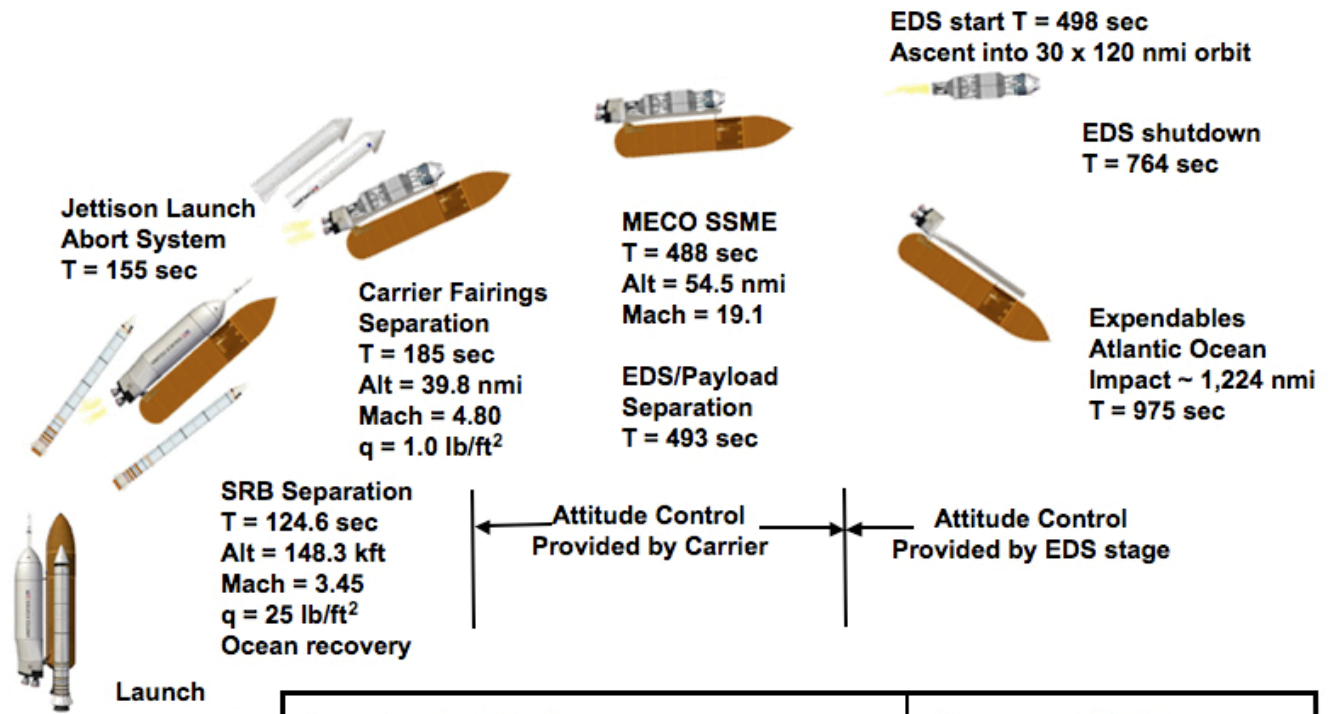 EDS start T = 498 sec
Ascent into 30 x 120 nmi orbit
EDS shutdown
T = 764 sec
Jettison Launch
Abort System
T = 155 sec
MECO SSME
T = 488 sec
Alt = 54.5 nmi
Mach = 19.1
Carrier Fairings
Separation
T = 185 sec
Alt = 39.8 nmi
Mach = 4.80
q = 1.0 lb/ft²
EDS/Payload
Separation
T = 493 sec
Expendables
Atlantic Ocean
Impact ~ 1,224 nmi
T = 975 sec
SRB Separation
T = 124.6 sec
Alt = 148.3 kft
Mach = 3.45
q = 25 lb/ft²
Ocean recovery
Attitude Control
Provided by Carrier
Attitude Control
Provided by EDS stage
Launch